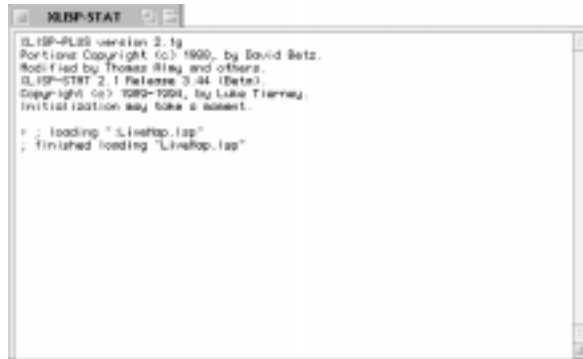 XLISP-STAT
XLISP-PLUS version 2.1g
Portions Copyright (c) 1988, by David Betz.
Modified by Thomas Almy and others.
XLISP-STAT 2.1 Release 3.44 (Beta).
Copyright (c) 1989-1994, by Luke Tierney.
Initialization may take a moment.
> ; loading ":LiveMap.lsp"
; finished loading "LiveMap.lsp"